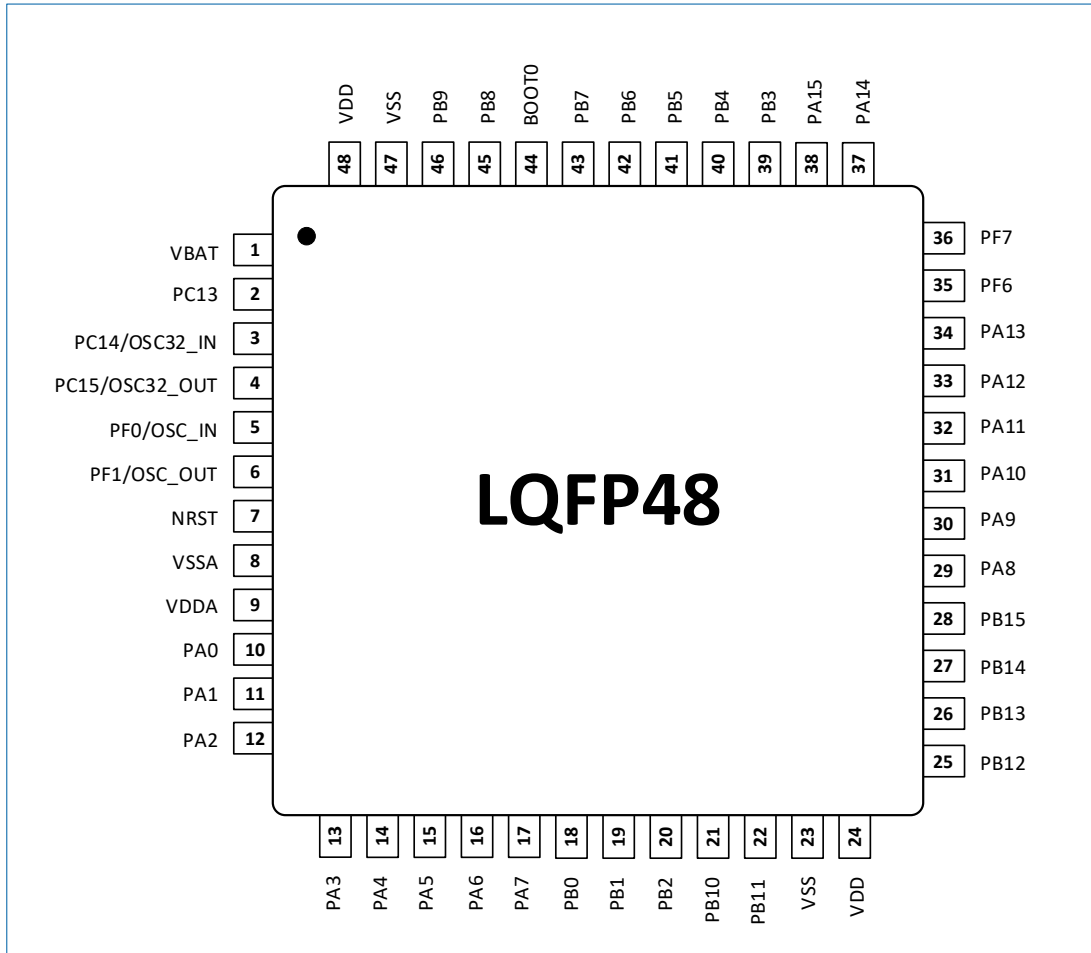 VDD VSS PB9 PB8 BOOT0 PB7 PB6 PB5 PB4 PB3 PA15 PA14
48 47 46 45 44 43 42 41 40 39 38 37
VBAT 1
PC13 2
PC14/OSC32_IN 3
PC15/OSC32_OUT 4
PF0/OSC_IN 5
PF1/OSC_OUT 6
NRST 7
VSSA 8
VDDA 9
PA0 10
PA1 11
PA2 12
LQFP48
36 PF7
35 PF6
34 PA13
33 PA12
32 PA11
31 PA10
30 PA9
29 PA8
28 PB15
27 PB14
26 PB13
25 PB12
13 14 15 16 17 18 19 20 21 22 23 24
PA3 PA4 PA5 PA6 PA7 PB0 PB1 PB2 PB10 PB11 VSS VDD